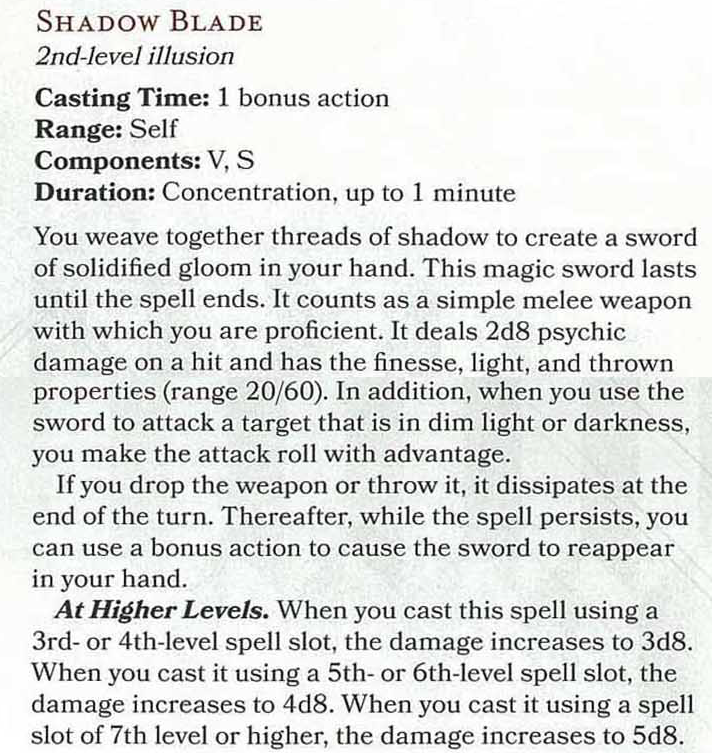 SHADOW BLADE
2nd-level illusion
Casting Time: 1 bonus action
Range: Self
Components: V, S
Duration: Concentration, up to 1 minute
You weave together threads of shadow to create a sword
of solidified gloom in your hand. This magic sword lasts
until the spell ends. It counts as a simple melee weapon
with which you are proficient. It deals 2d8 psychic
damage on a hit and has the finesse, light, and thrown
properties (range 20/60). In addition, when you use the
sword to attack a target that is in dim light or darkness,
you make the attack roll with advantage.
If you drop the weapon or throw it, it dissipates at the
end of the turn. Thereafter, while the spell persists, you
can use a bonus action to cause the sword to reappear
in your hand.
At Higher Levels. When you cast this spell using a
3rd- or 4th-level spell slot, the damage increases to 3d8.
When you cast it using a 5th- or 6th-level spell slot, the
damage increases to 4d8. When you cast it using a spell
slot of 7th level or higher, the damage increases to 5d8.